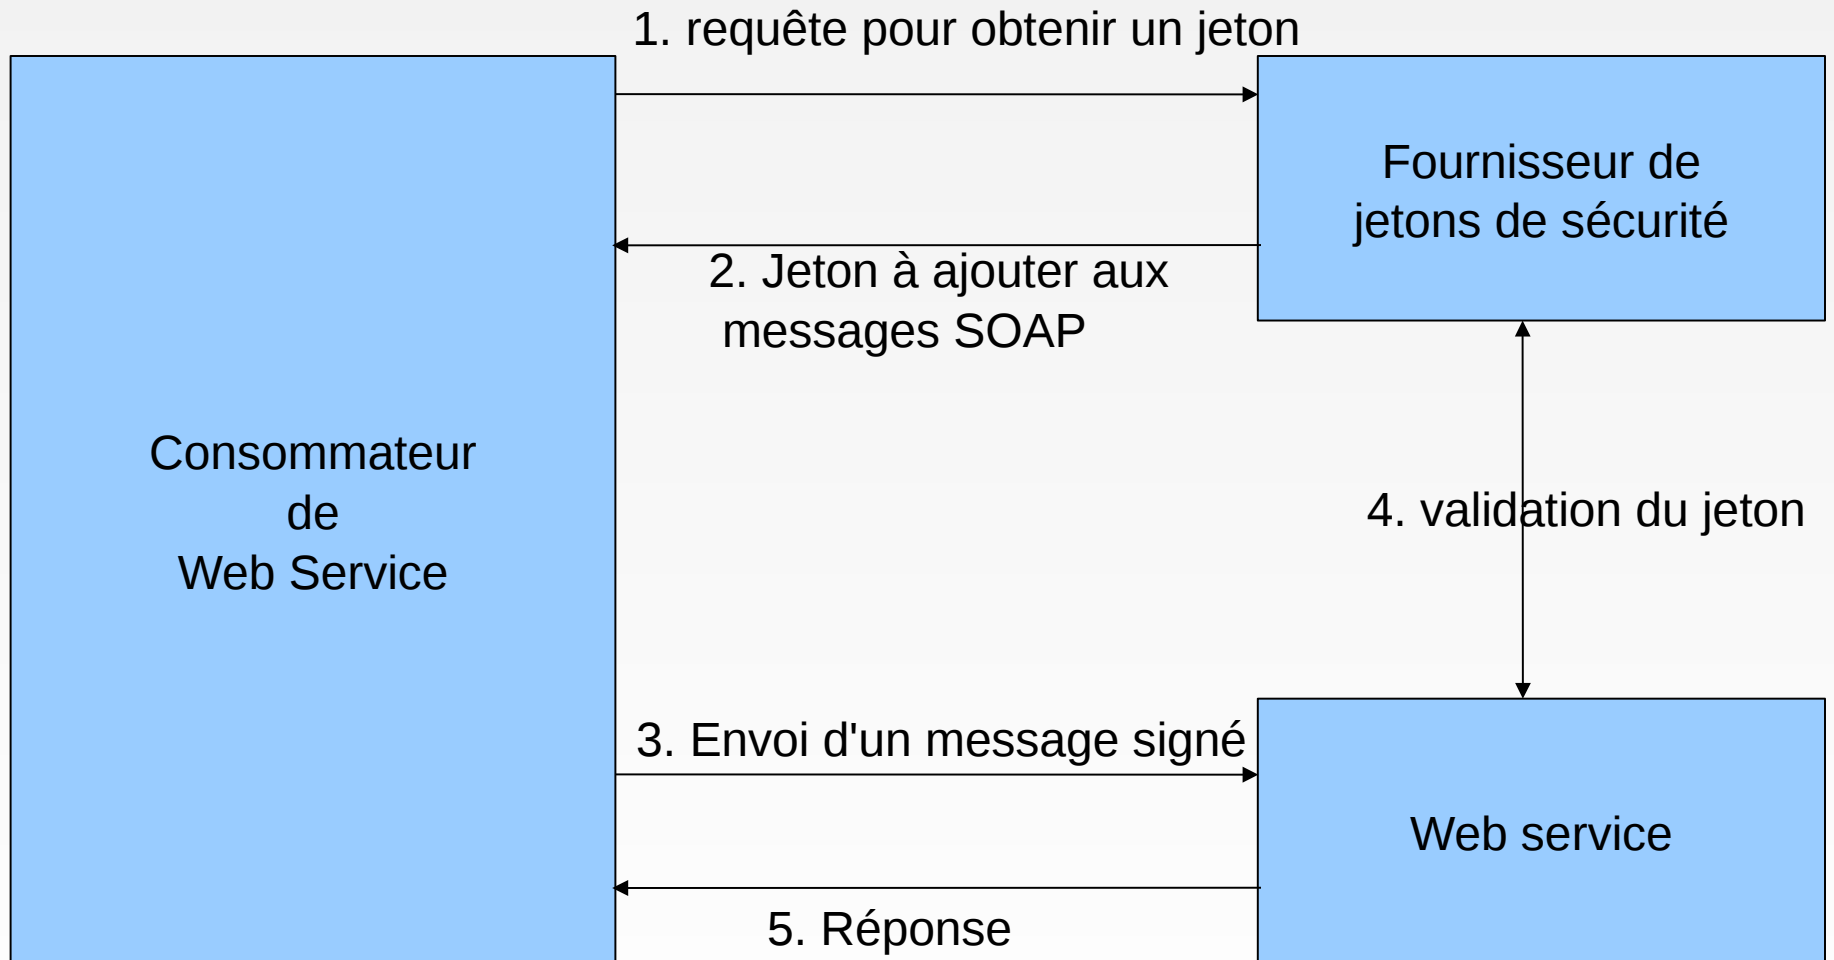 1. requête pour obtenir un jeton
Fournisseur de
jetons de sécurité
2. Jeton à ajouter aux
messages SOAP
Consommateur
de
Web Service
4. validation du jeton
3. Envoi d'un message signé
Web service
5. Réponse